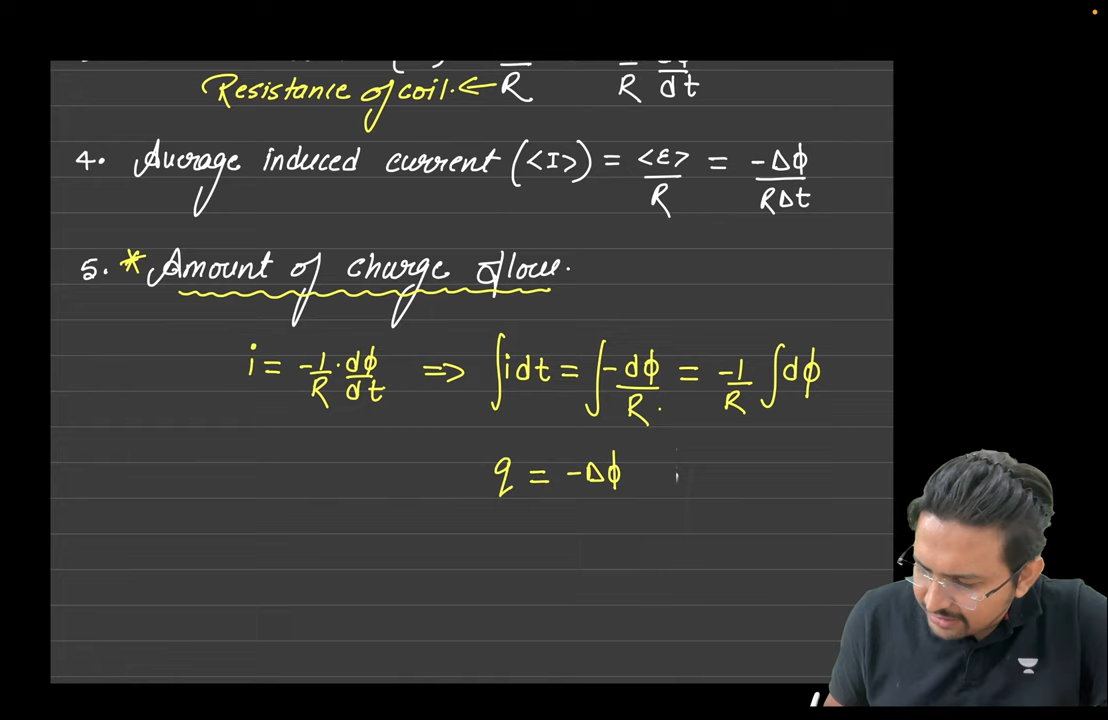 Resistance of coil. ← R R dt
4. Average induced current (<I>) = <ε>/R = -Δϕ/RΔt
5. * Amount of charge flow.
i = -1/R · dϕ/dt ⇒ ∫idt = ∫-dϕ/R. = -1/R ∫dϕ
q = -Δϕ